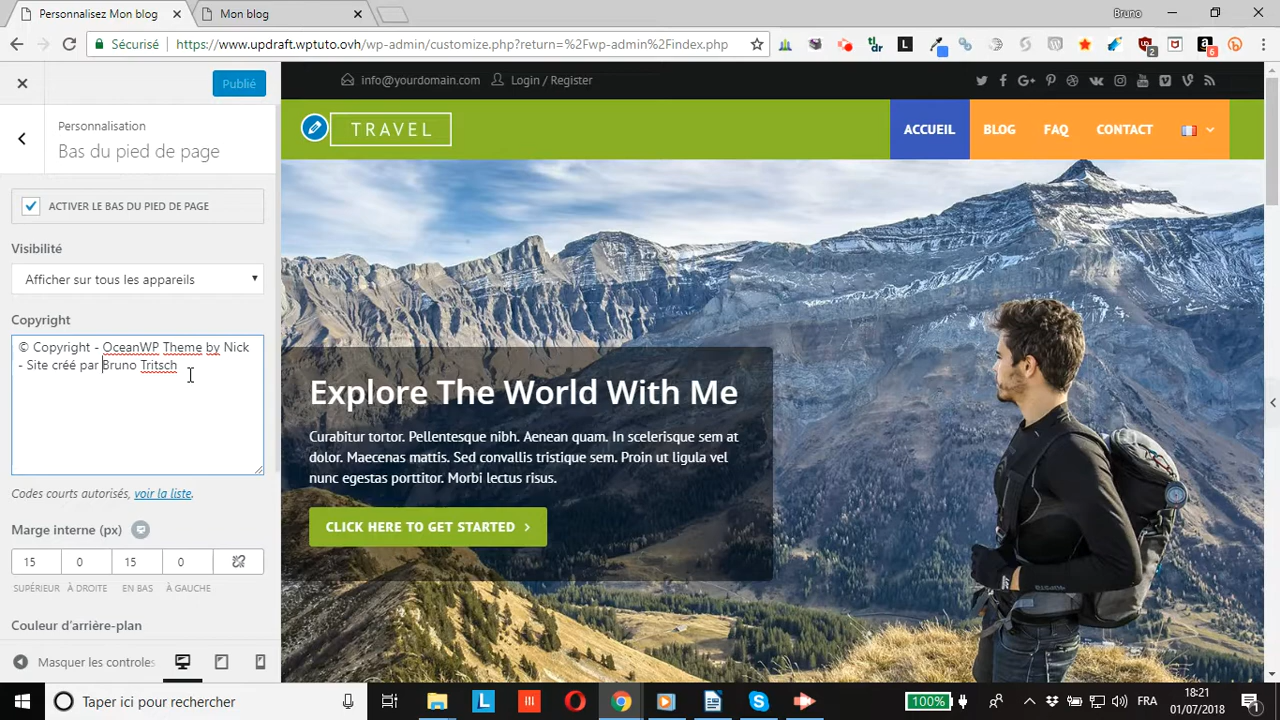 Personnalisez Mon blog
Mon blog
Bruno
Sécurisé
https://www.updraft.wptuto.ovh/wp-admin/customize.php?return=%2Fwp-admin%2Findex.php
tldr
L
2
a
6
Publié
Personnalisation
Bas du pied de page
ACTIVER LE BAS DU PIED DE PAGE
Visibilité
Afficher sur tous les appareils
Copyright
© Copyright - OceanWP Theme by Nick
- Site créé par Bruno Tritsch
Codes courts autorisés, voir la liste.
Marge interne (px)
15 0 15 0
SUPÉRIEUR À DROITE EN BAS À GAUCHE
Couleur d'arrière-plan
Masquer les controles
info@yourdomain.com
Login / Register
TRAVEL
ACCUEIL BLOG FAQ CONTACT
Explore The World With Me
Curabitur tortor. Pellentesque nibh. Aenean quam. In scelerisque sem at
dolor. Maecenas mattis. Sed convallis tristique sem. Proin ut ligula vel
nunc egestas porttitor. Morbi lectus risus.
CLICK HERE TO GET STARTED
Taper ici pour rechercher
L
100%
FRA
18:21
01/07/2018
1